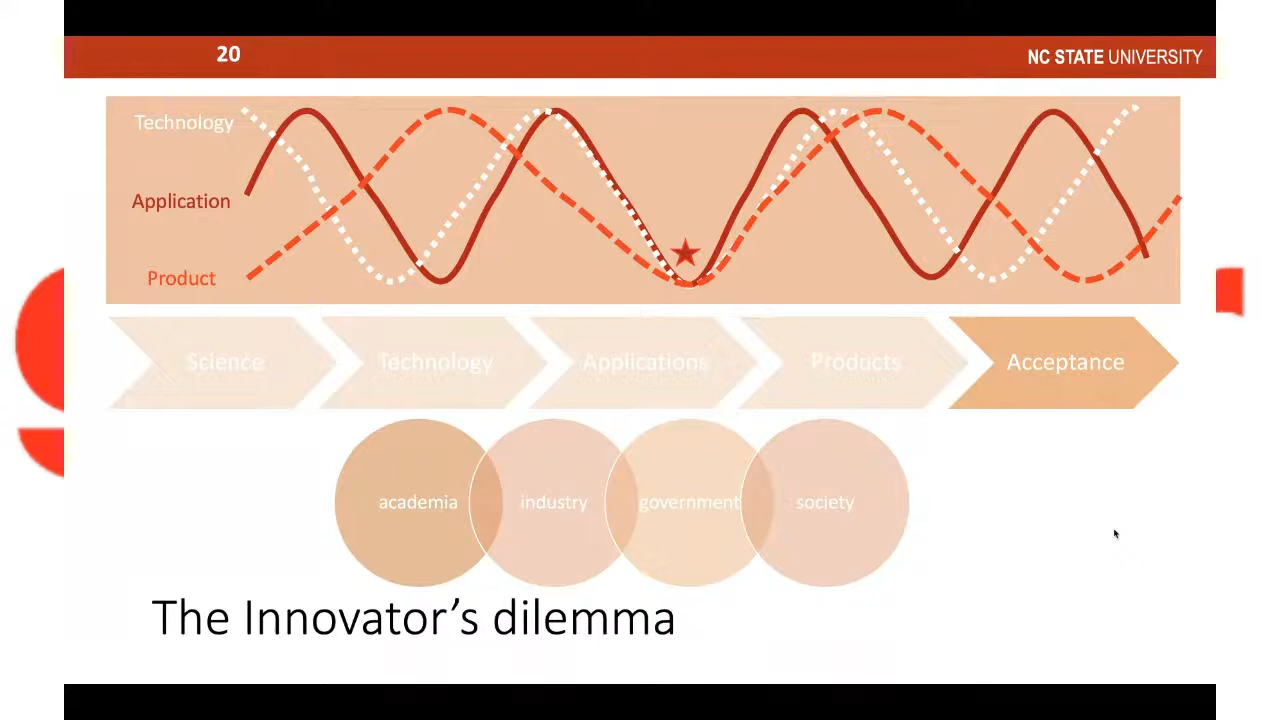 20
NC STATE UNIVERSITY
Technology
Application
Product
Science
Technology
Applications
Products
Acceptance
academia
industry
government
society
The Innovator’s dilemma